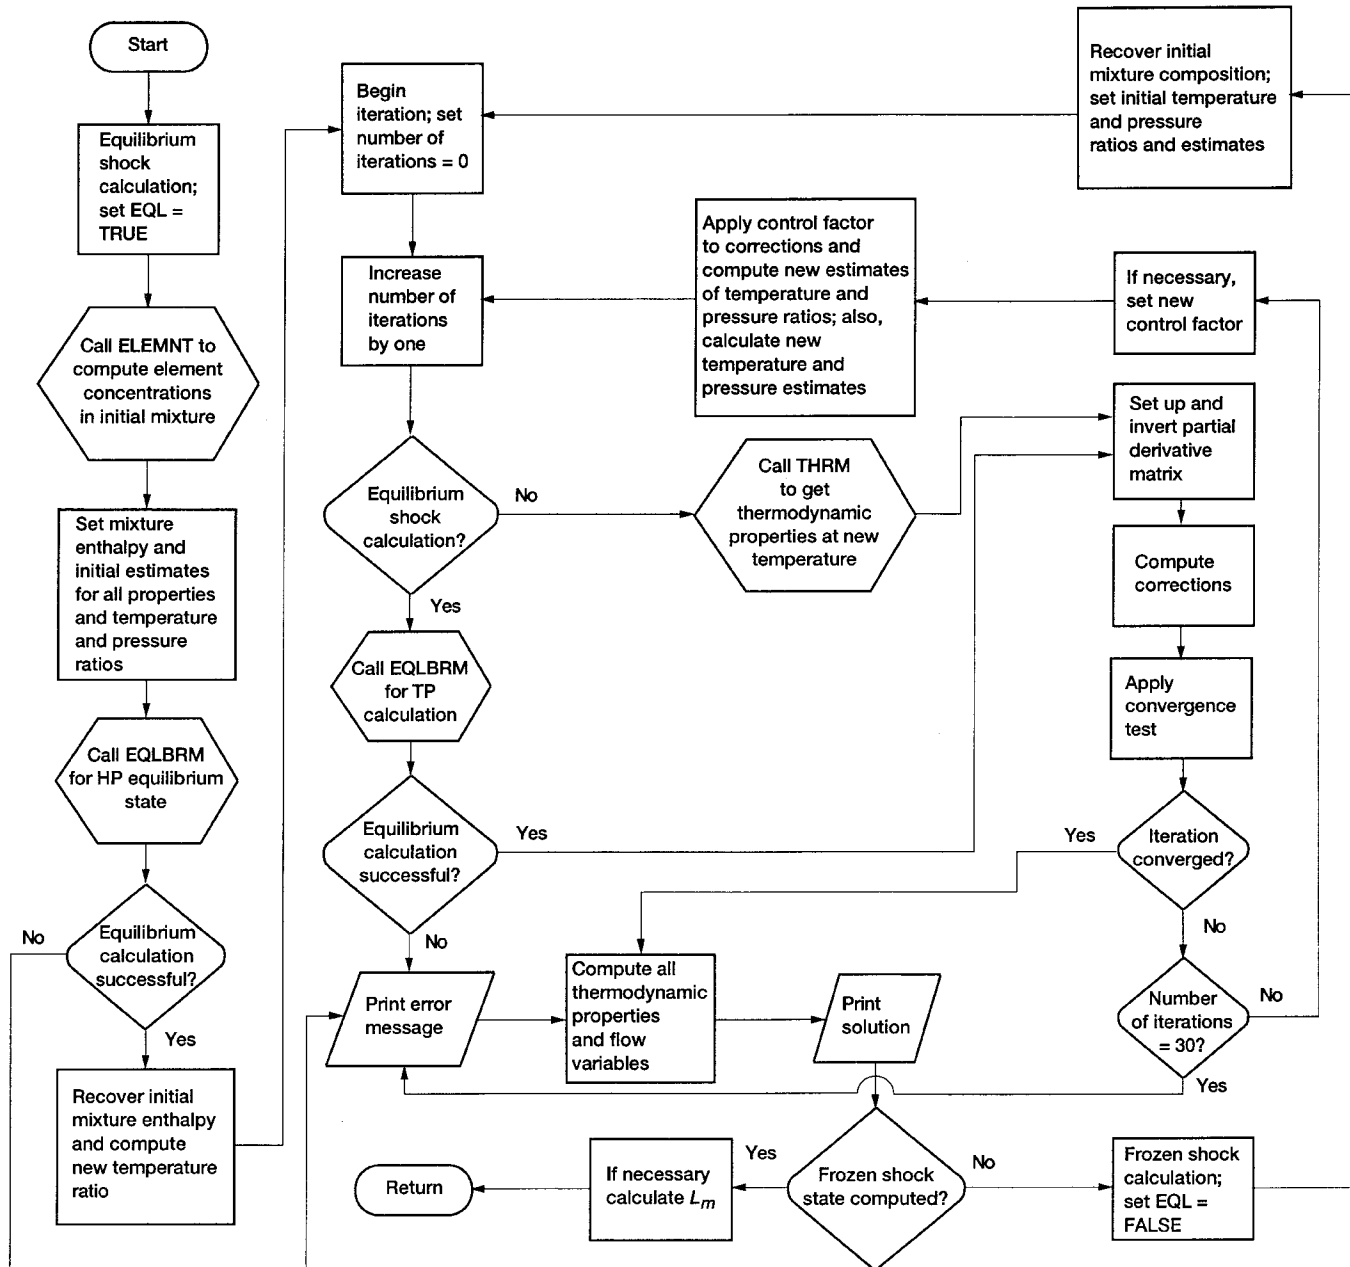 Start
Equilibrium
shock
calculation;
set EQL =
TRUE
Call ELEMNT to
compute element
concentrations
in initial mixture
Set mixture
enthalpy and
initial estimates
for all properties
and temperature
and pressure
ratios
Call EQLBRM
for HP equilibrium
state
Equilibrium
calculation
successful?
No
Yes
Recover initial
mixture enthalpy
and compute
new temperature
ratio
Begin
iteration; set
number of
iterations = 0
Increase
number of
iterations
by one
Equilibrium
shock
calculation?
No
Yes
Call THRM
to get
thermodynamic
properties at new
temperature
Call EQLBRM
for TP
calculation
Equilibrium
calculation
successful?
Yes
No
Print error
message
Compute all
thermodynamic
properties
and flow
variables
Print
solution
Frozen shock
state computed?
Yes
No
If necessary
calculate Lm
Return
Frozen shock
calculation;
set EQL =
FALSE
Recover initial
mixture composition;
set initial temperature
and pressure
ratios and estimates
Apply control factor
to corrections and
compute new estimates
of temperature and
pressure ratios; also,
calculate new
temperature and
pressure estimates
If necessary,
set new
control factor
Set up and
invert partial
derivative
matrix
Compute
corrections
Apply
convergence
test
Iteration
converged?
Yes
No
Number
of iterations
= 30?
No
Yes